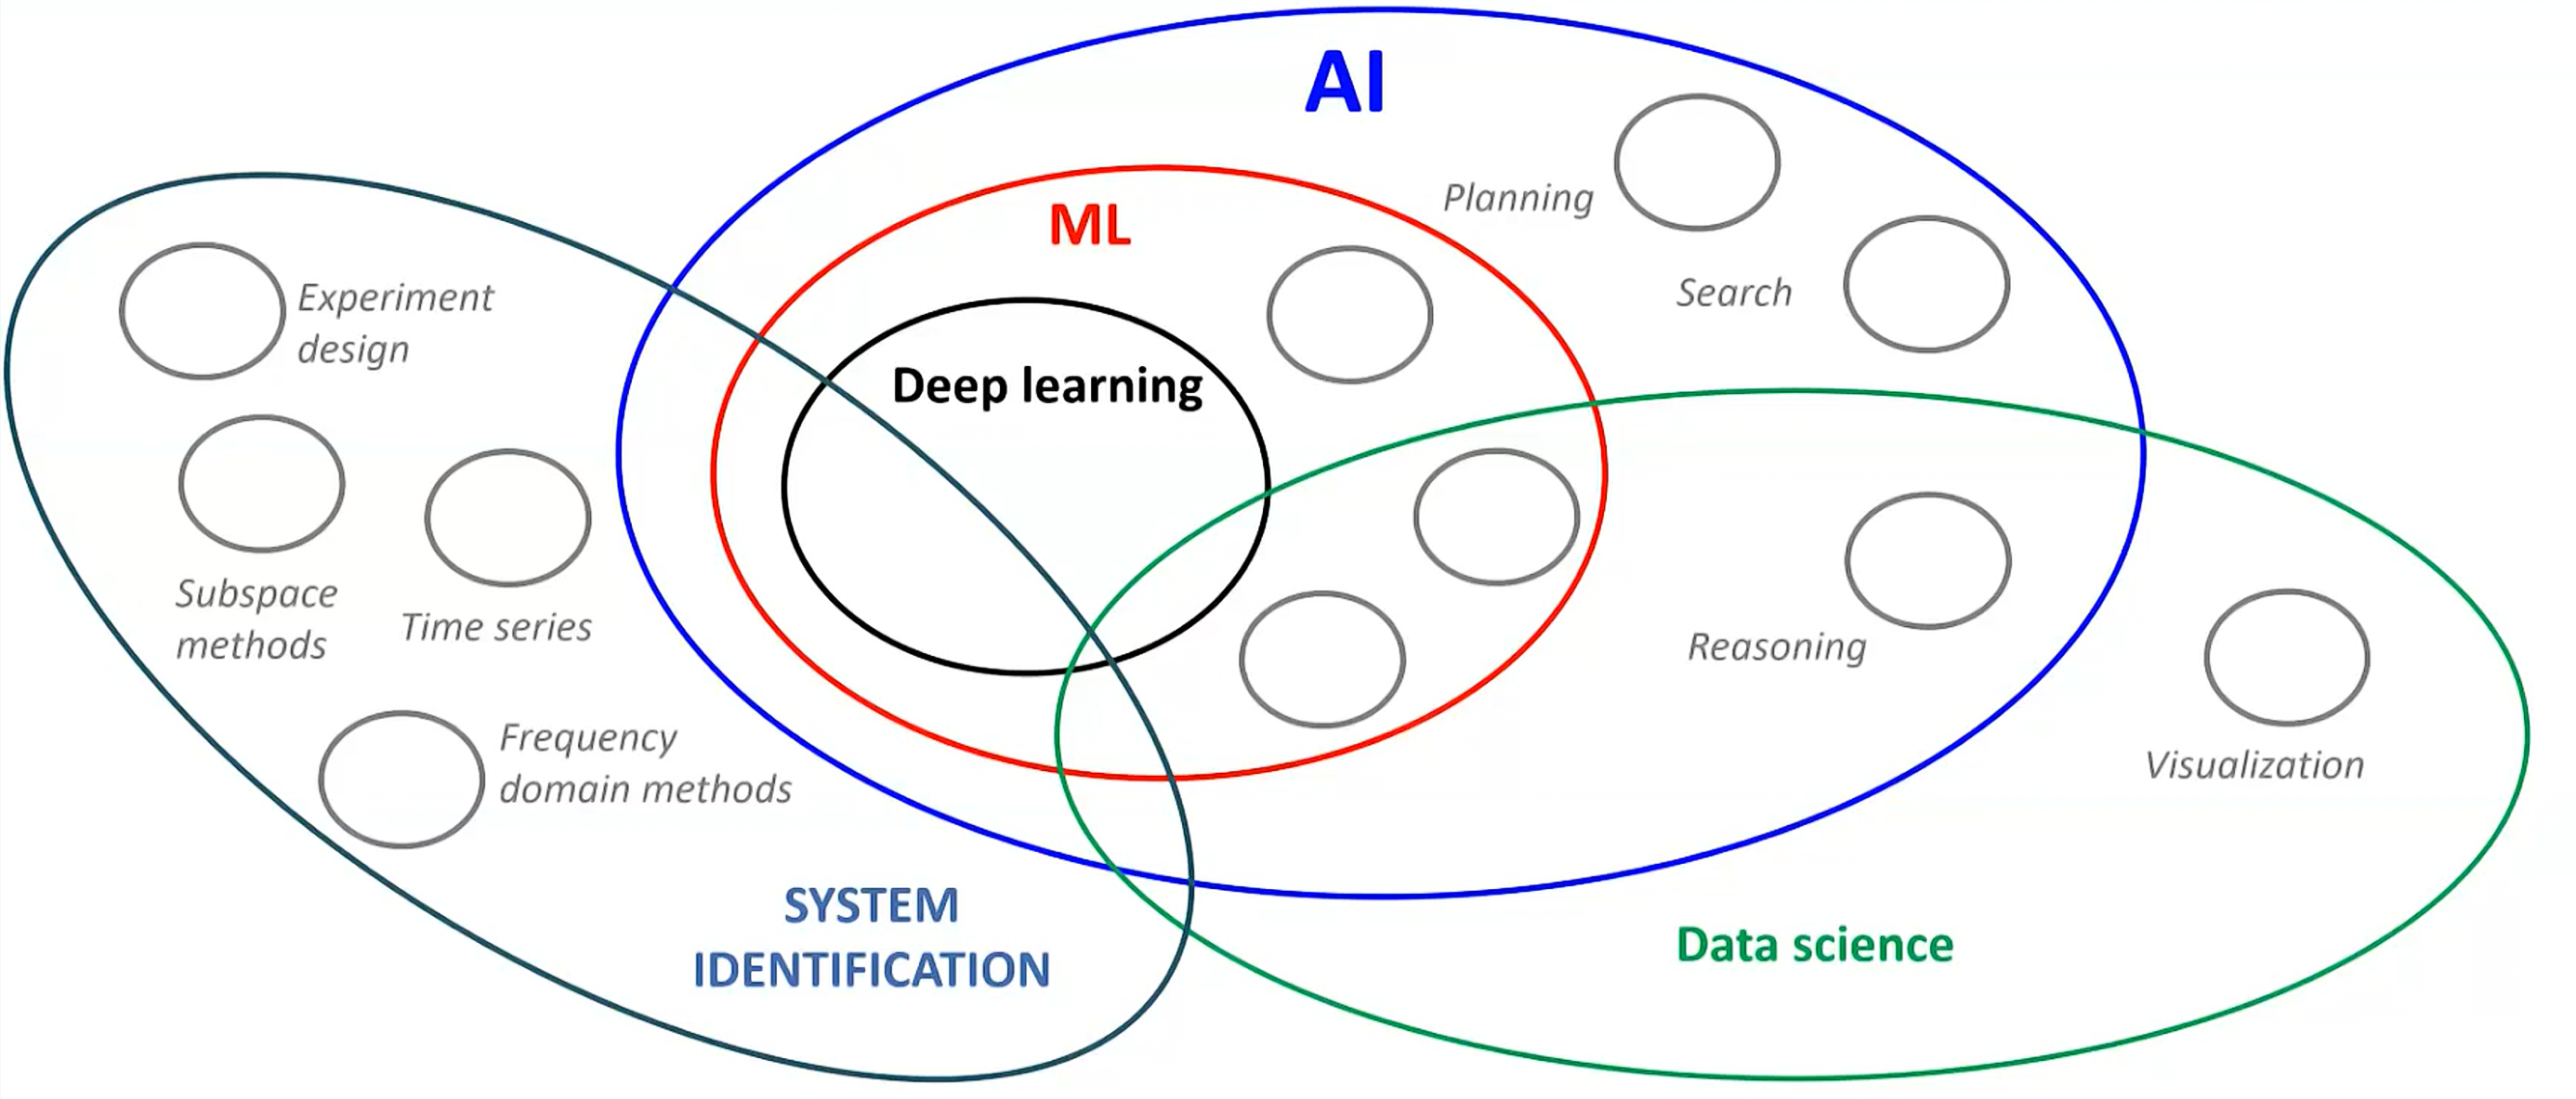 AI
Planning
ML
Search
Experiment
design
Deep learning
Subspace
methods
Time series
Reasoning
Frequency
domain methods
Visualization
SYSTEM
IDENTIFICATION
Data science